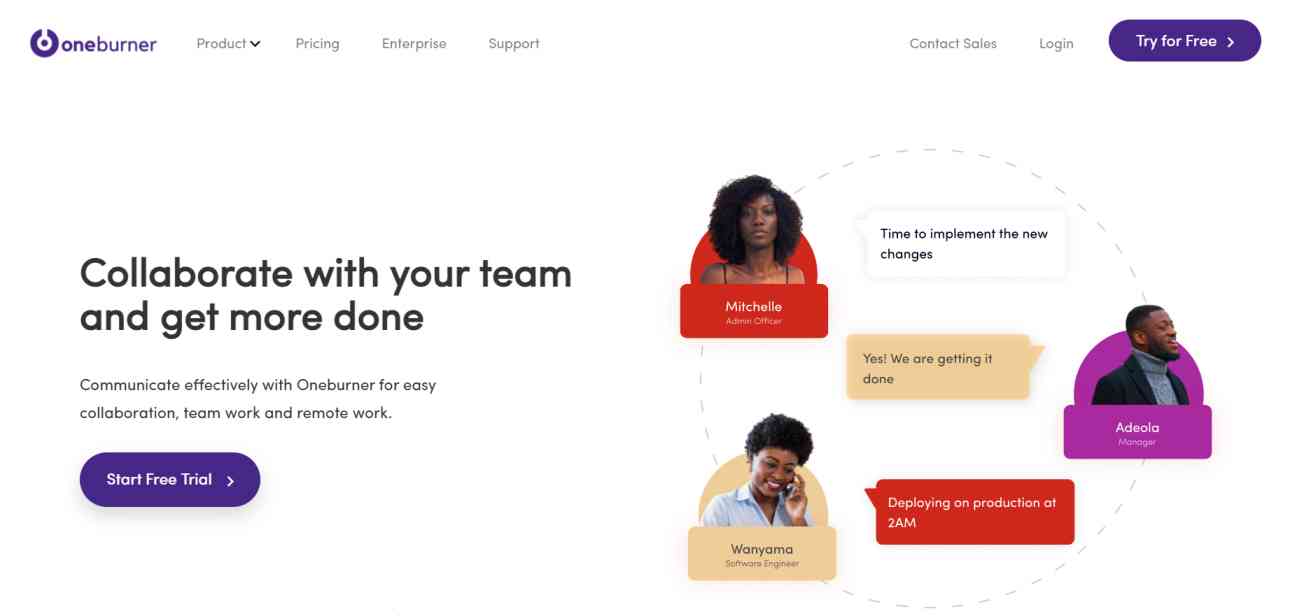 oneburner
Product
Pricing
Enterprise
Support
Contact Sales
Login
Try for Free
Collaborate with your team
and get more done
Communicate effectively with Oneburner for easy
collaboration, team work and remote work.
Start Free Trial
Mitchelle
Admin Officer
Time to implement the new
changes
Yes! We are getting it
done
Adeola
Manager
Wanyama
Software Engineer
Deploying on production at
2AM